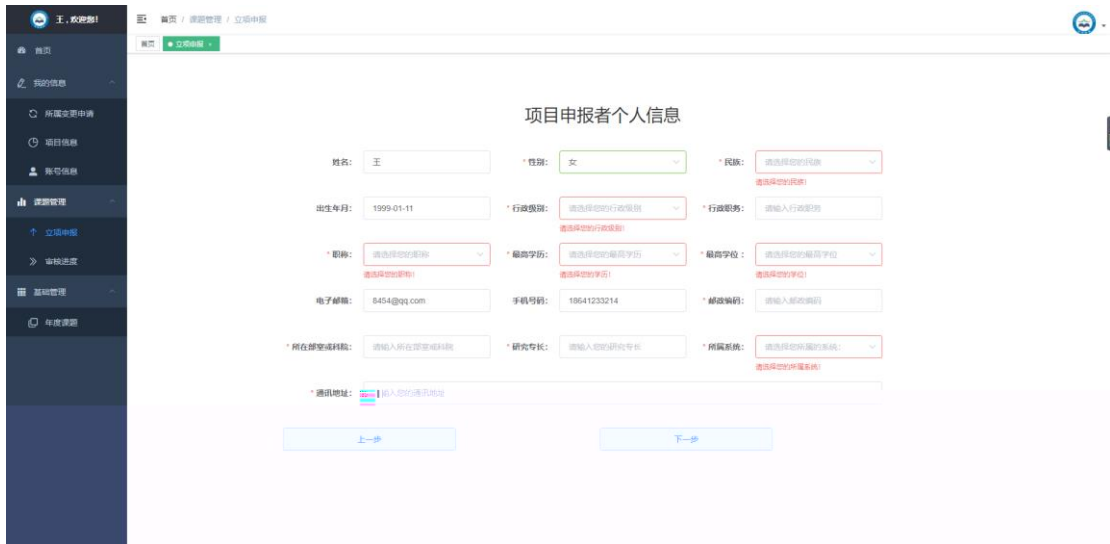 王，欢迎您！
首页 / 课题管理 / 立项申报
首页
立项申报 ×
首页
我的信息
所属变更申请
项目信息
账号信息
课题管理
立项申报
审核进度
基础管理
年度课题
项目申报者个人信息
姓名： 王 * 性别： 女 * 民族： 请选择您的民族
请选择您的民族！
出生年月： 1999-01-11 * 行政级别： 请选择您的行政级别 * 行政职务： 请输入行政职务
请选择您的行政级别！
* 职称： 请选择您的职称 * 最高学历： 请选择您的最高学历 * 最高学位： 请选择您的最高学位
请选择您的职称！ 请选择您的学历！ 请选择您的学位！
电子邮箱： 8454@qq.com 手机号码： 18641233214 * 邮政编码： 请输入邮政编码
* 所在部室或科院： 请输入所在部室或科院 * 研究专长： 请输入您的研究专长 * 所属系统： 请选择您所属的系统：
请选择您的所属系统！
* 通讯地址： 输入您的通讯地址
上一步 下一步